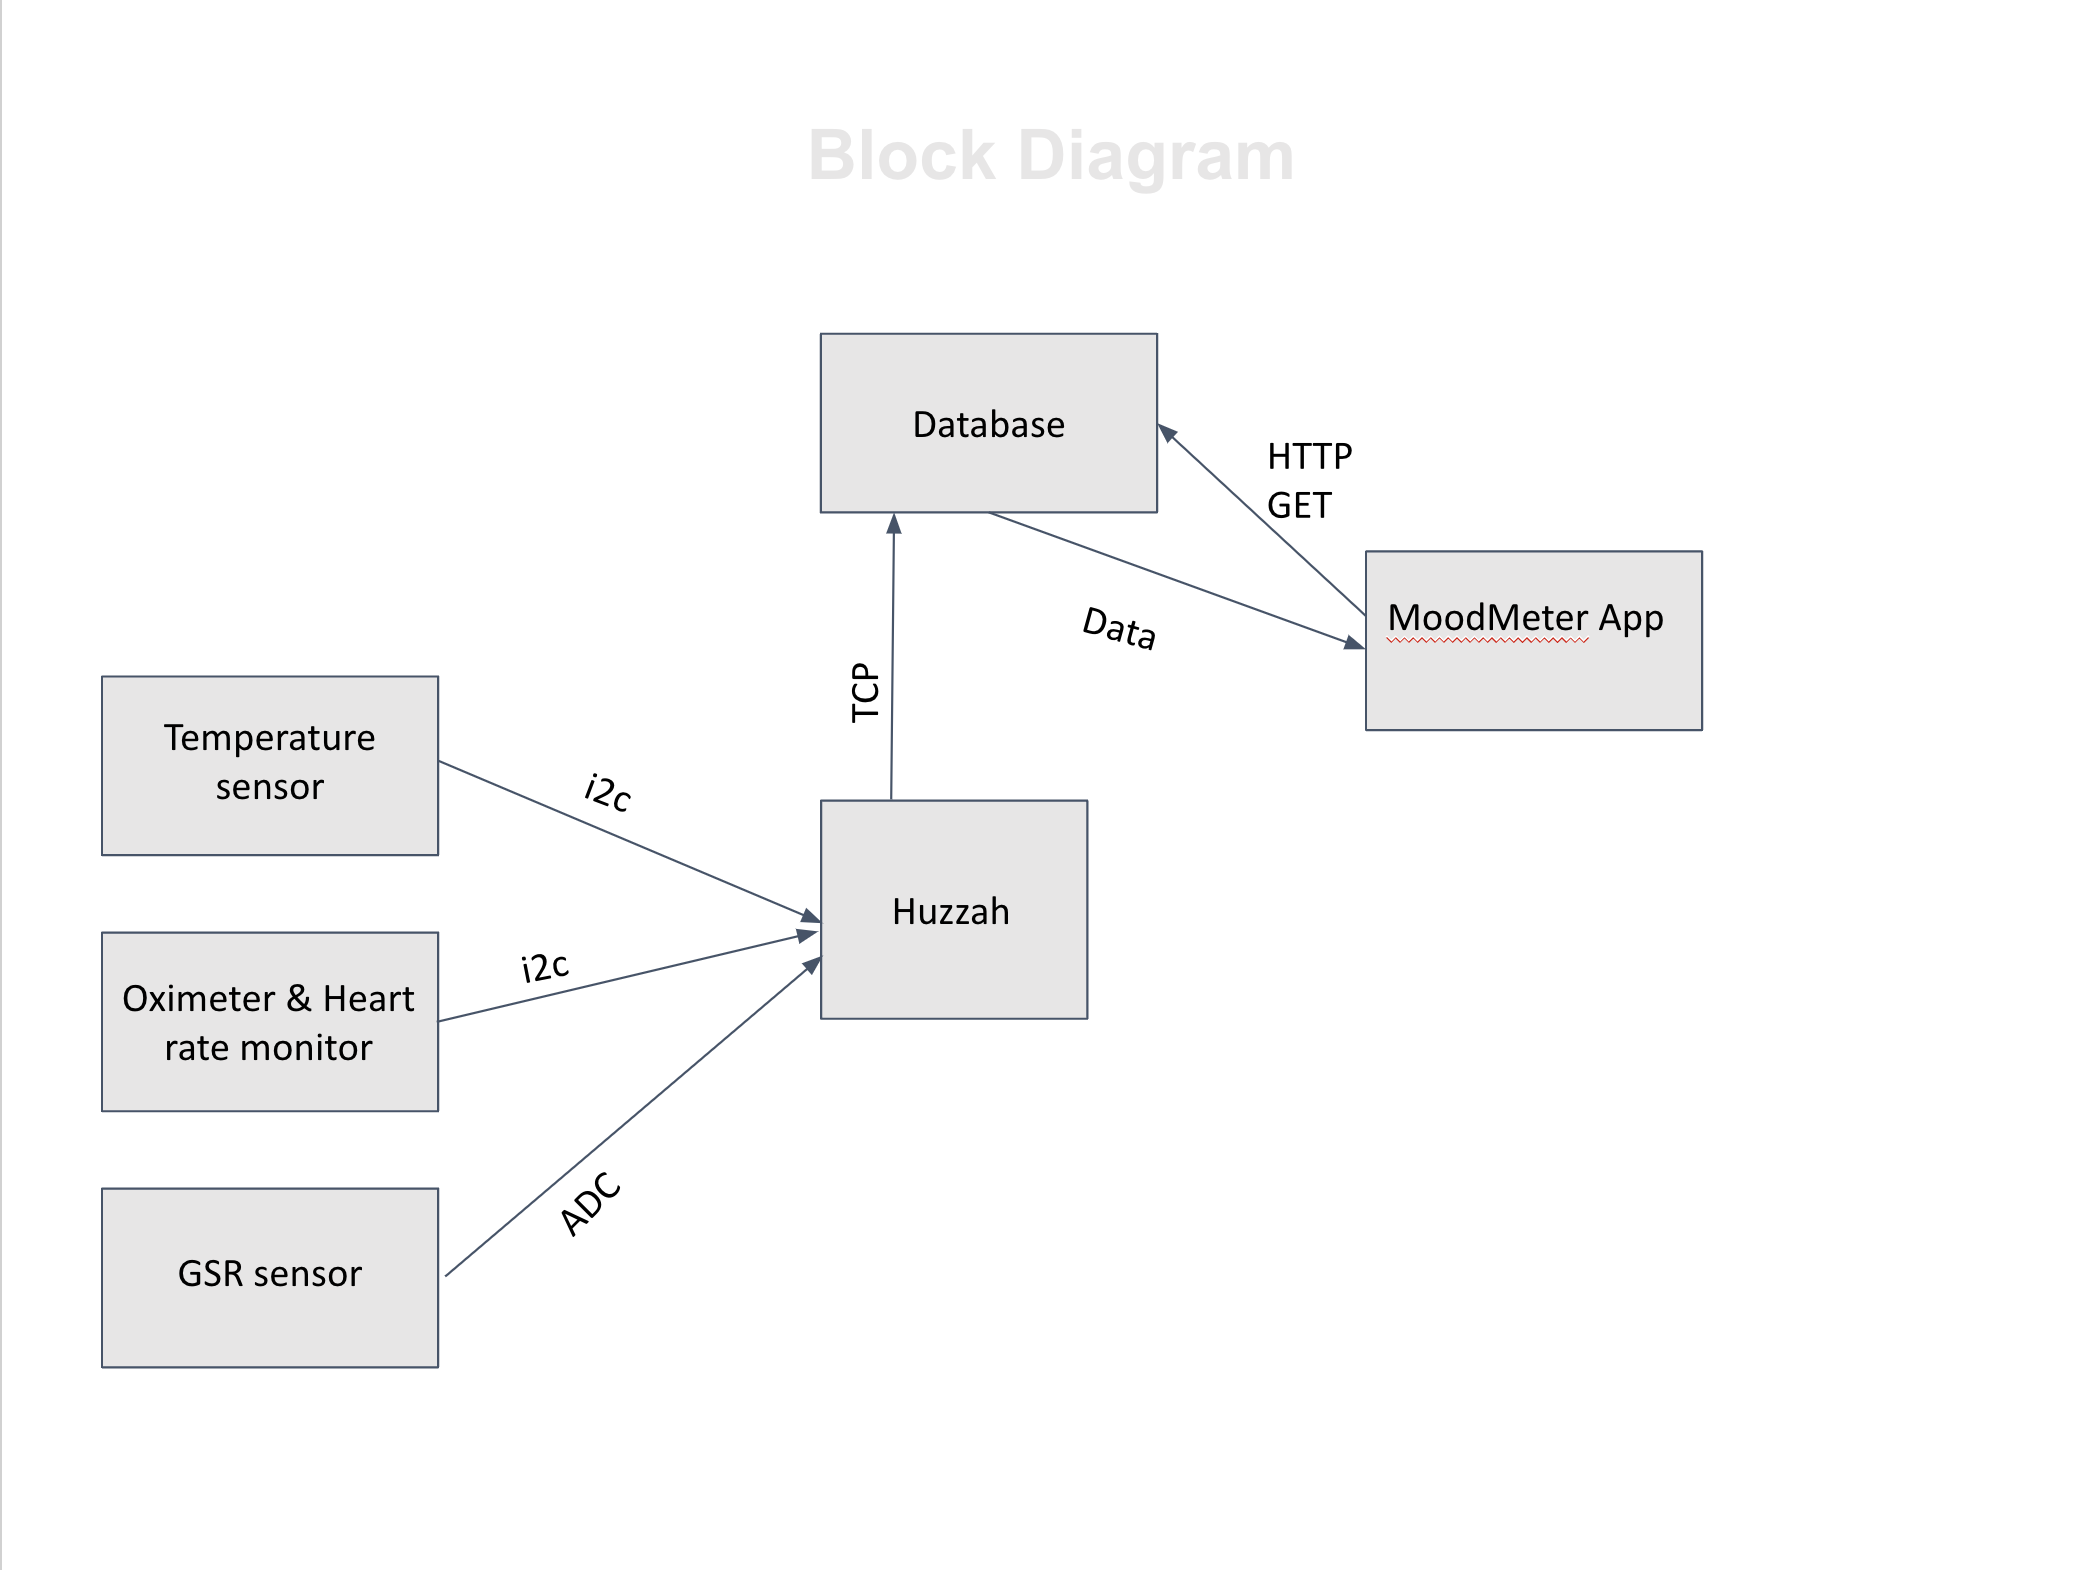 Block Diagram
Database
HTTP
GET
Data
MoodMeter App
TCP
Temperature
sensor
i2c
Huzzah
Oximeter & Heart
rate monitor
i2c
GSR sensor
ADC